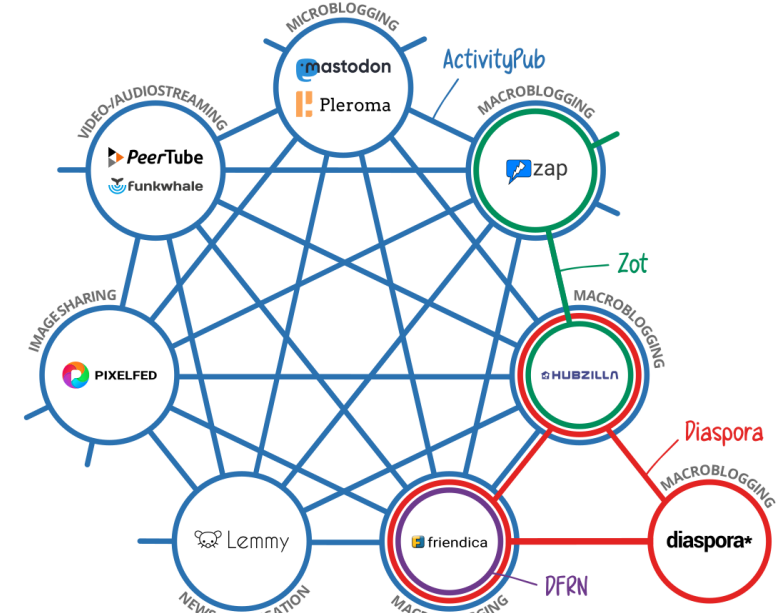 MICROBLOGGING
mastodon
Pleroma
ActivityPub
VIDEO-/AUDIOSTREAMING
PeerTube
funkwhale
MACROBLOGGING
zap
Zot
IMAGE SHARING
PIXELFED
MACROBLOGGING
HUBZILLA
Diaspora
MACROBLOGGING
diaspora*
Lemmy
friendica
DFRN